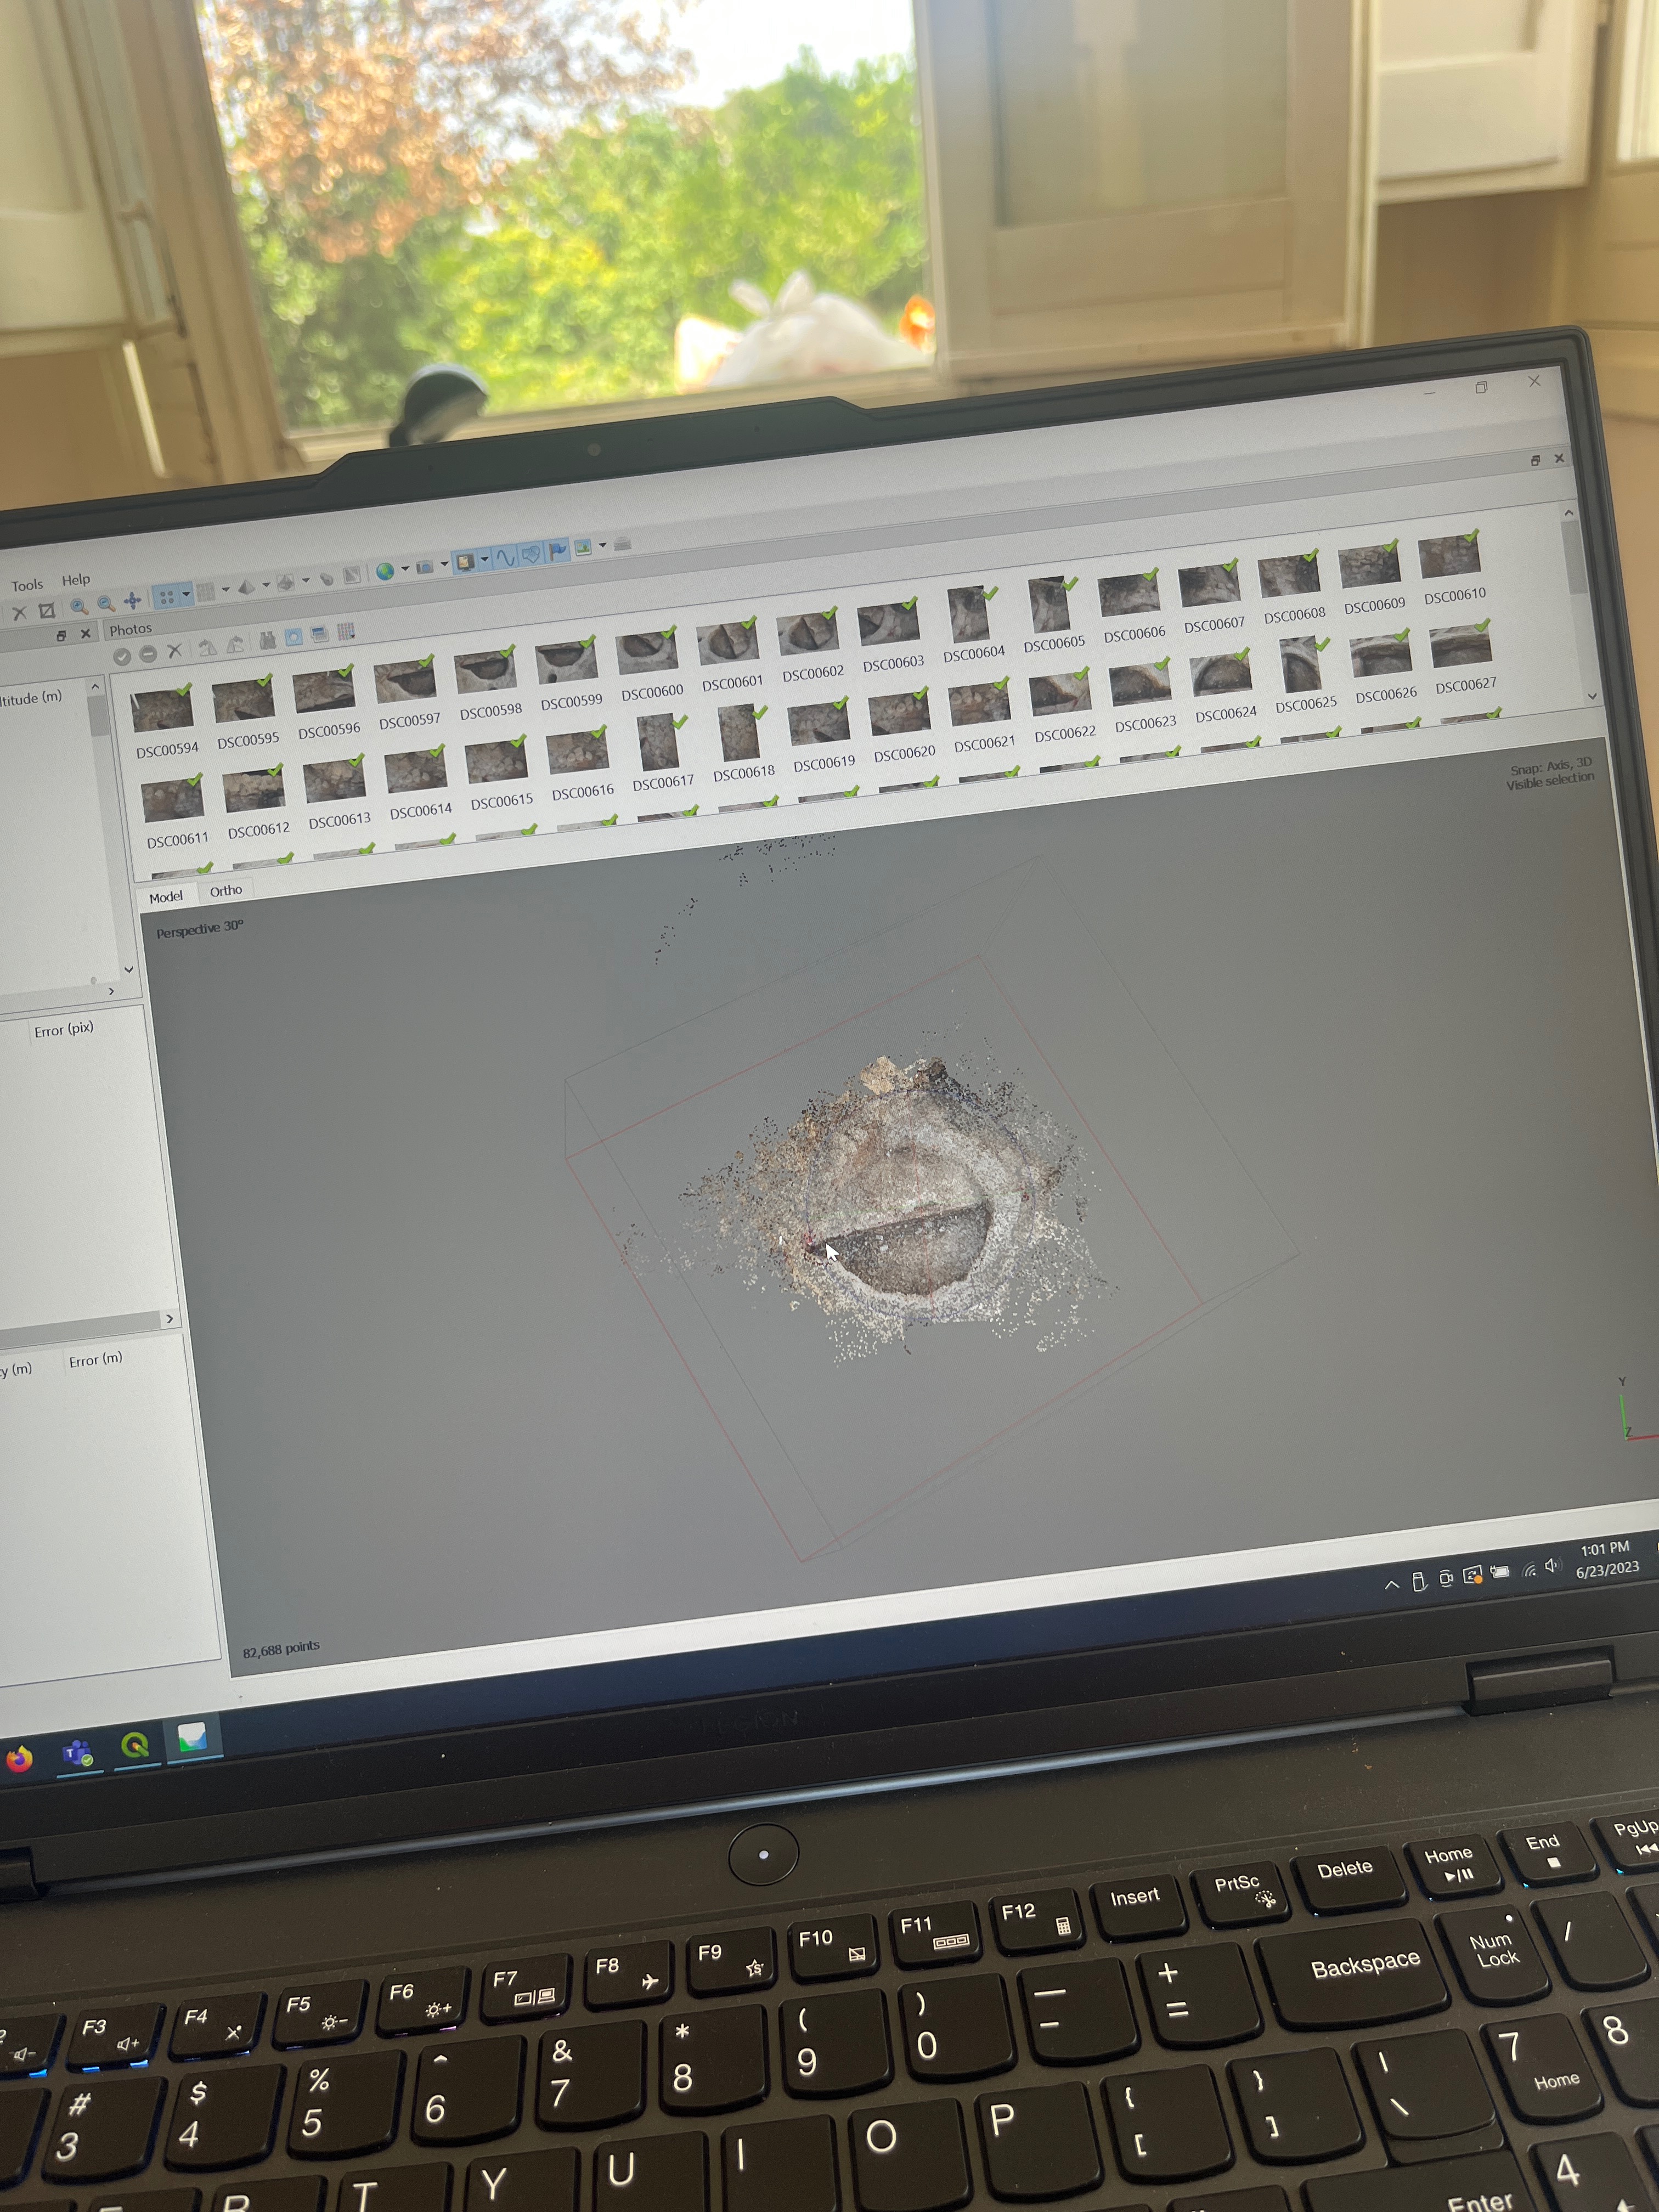 Tools Help
Photos
ltitude (m)
DSC00594 DSC00595 DSC00596 DSC00597 DSC00598 DSC00599 DSC00600 DSC00601 DSC00602 DSC00603 DSC00604 DSC00605 DSC00606 DSC00607 DSC00608 DSC00609 DSC00610
DSC00611 DSC00612 DSC00613 DSC00614 DSC00615 DSC00616 DSC00617 DSC00618 DSC00619 DSC00620 DSC00621 DSC00622 DSC00623 DSC00624 DSC00625 DSC00626 DSC00627
Model Ortho
Snap: Axis, 3D
Visible selection
Perspective 30°
Error (pix)
y (m) Error (m)
Y
Z
82,688 points
1:01 PM
6/23/2023
LEGION
F3 F4 F5 F6 F7 F8 F9 F10 F11 F12 Insert PrtSc Delete Home End PgUp
# 3 $ 4 % 5 ^ 6 & 7 * 8 ( 9 ) 0 — - + = Backspace Num Lock /
R T Y U I O P { [ } ] | \ 7 Home 8
Enter 4